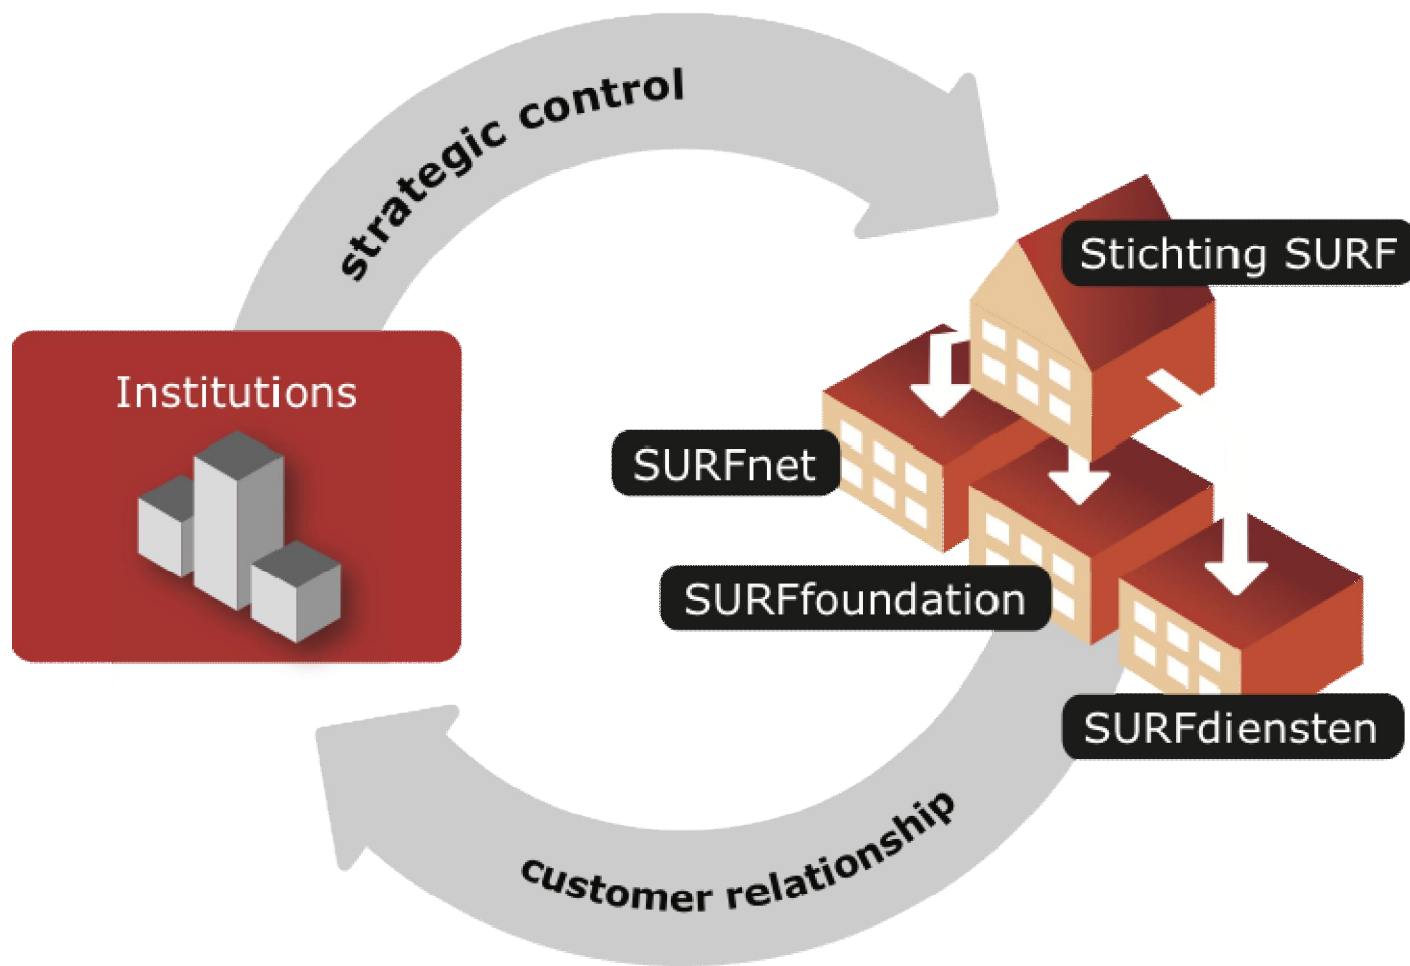 strategic control
Stichting SURF
Institutions
SURFnet
SURFfoundation
SURFdiensten
customer relationship